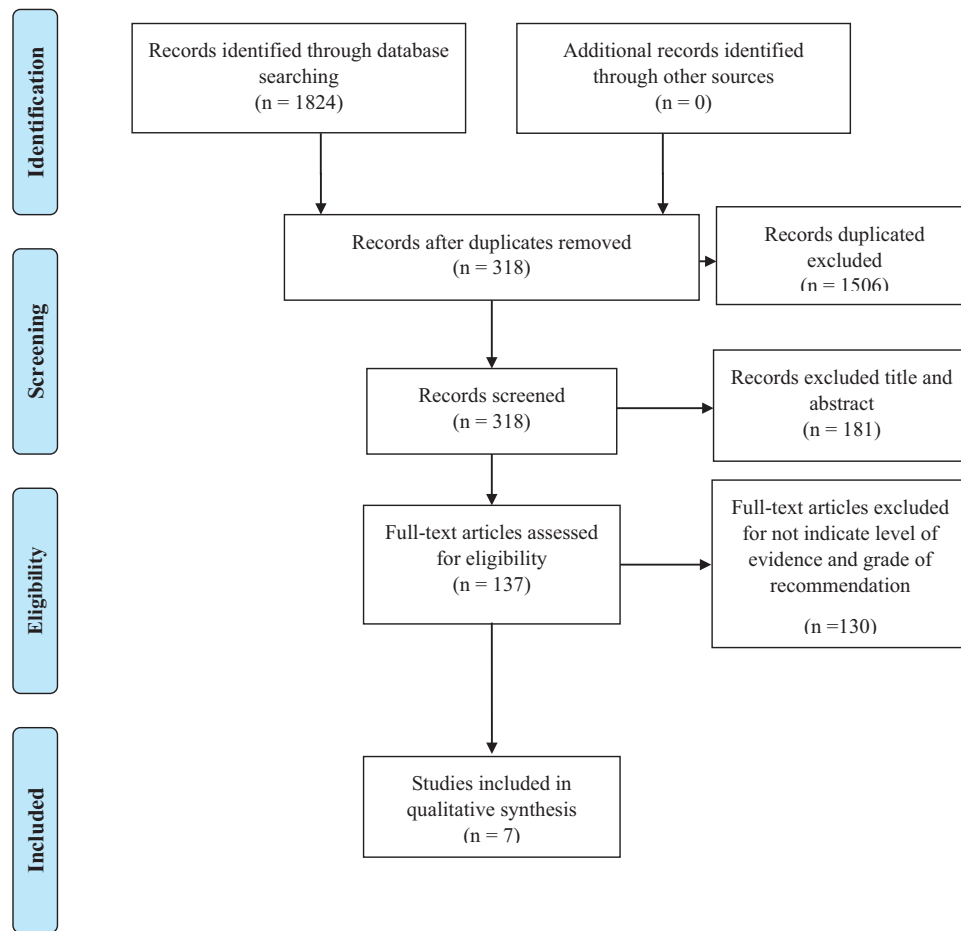 Identification
Records identified through database
searching
(n = 1824)
Additional records identified
through other sources
(n = 0)
Records after duplicates removed
(n = 318)
Records duplicated
excluded
(n = 1506)
Screening
Records screened
(n = 318)
Records excluded title and
abstract
(n = 181)
Eligibility
Full-text articles assessed
for eligibility
(n = 137)
Full-text articles excluded
for not indicate level of
evidence and grade of
recommendation
(n =130)
Included
Studies included in
qualitative synthesis
(n = 7)